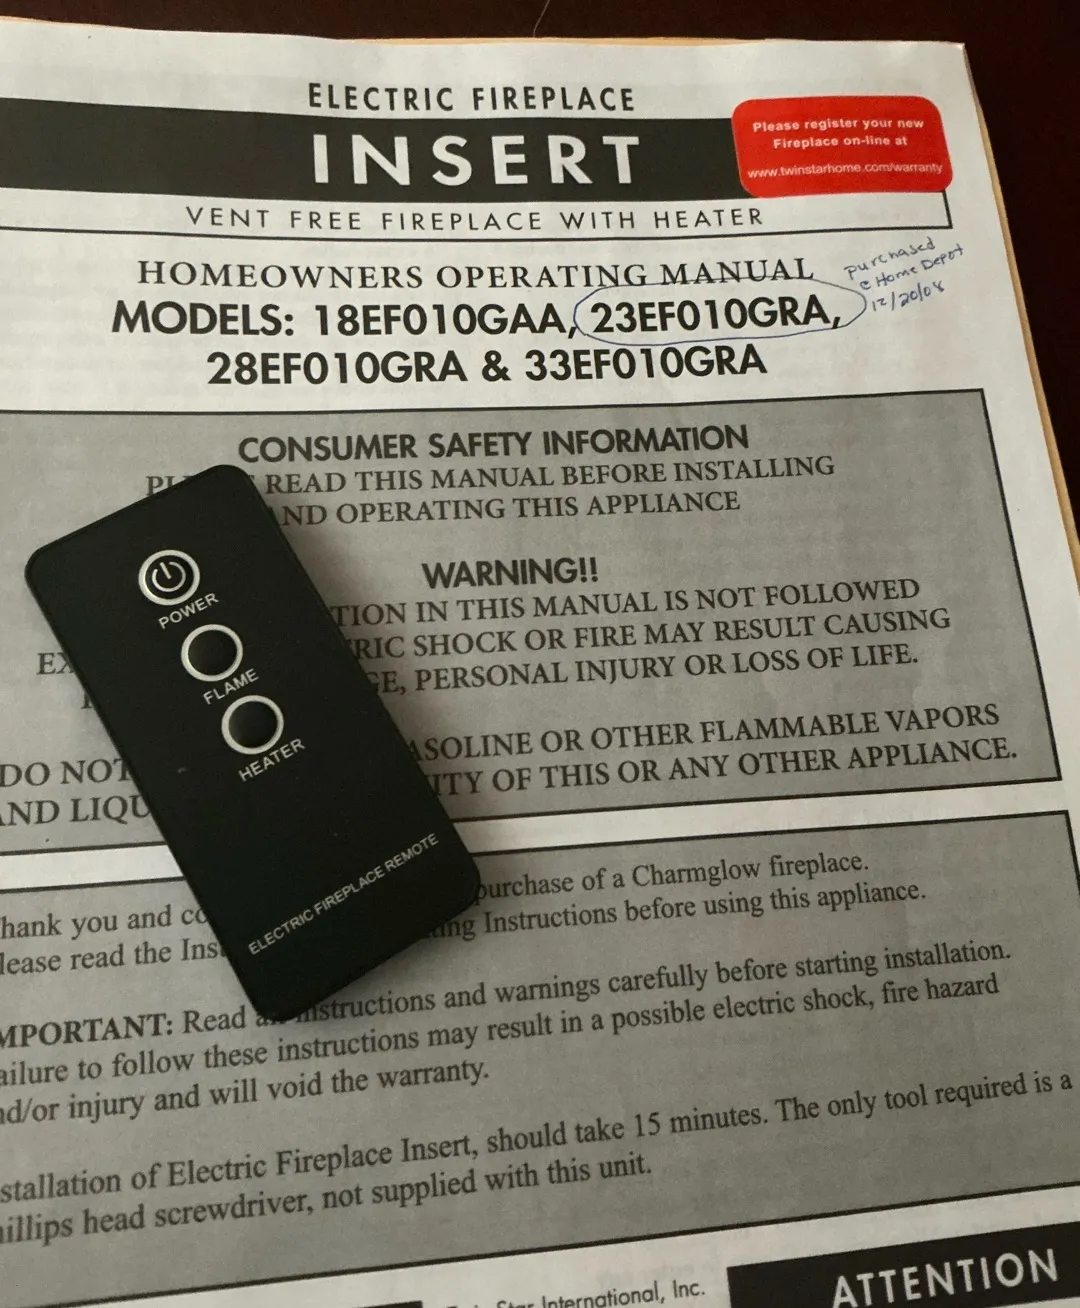 ELECTRIC FIREPLACE
INSERT
Please register your new
Fireplace on-line at
www.twinstarhome.com/warranty
VENT FREE FIREPLACE WITH HEATER
HOMEOWNERS OPERATING MANUAL
purchased
@ Home Depot
12/20/08
MODELS: 18EF010GAA, 23EF010GRA,
28EF010GRA & 33EF010GRA
CONSUMER SAFETY INFORMATION
READ THIS MANUAL BEFORE INSTALLING
AND OPERATING THIS APPLIANCE
WARNING!!
TION IN THIS MANUAL IS NOT FOLLOWED
RIC SHOCK OR FIRE MAY RESULT CAUSING
E, PERSONAL INJURY OR LOSS OF LIFE.
DO NOT
ASOLINE OR OTHER FLAMMABLE VAPORS
AND LIQU
ITY OF THIS OR ANY OTHER APPLIANCE.
POWER
FLAME
HEATER
ELECTRIC FIREPLACE REMOTE
hank you and co purchase of a Charmglow fireplace.
lease read the Ins ing Instructions before using this appliance.
MPORTANT: Read instructions and warnings carefully before starting installation.
ailure to follow these instructions may result in a possible electric shock, fire hazard
nd/or injury and will void the warranty.
stallation of Electric Fireplace Insert, should take 15 minutes. The only tool required is a
hillips head screwdriver, not supplied with this unit.
Star International, Inc.
ATTENTION